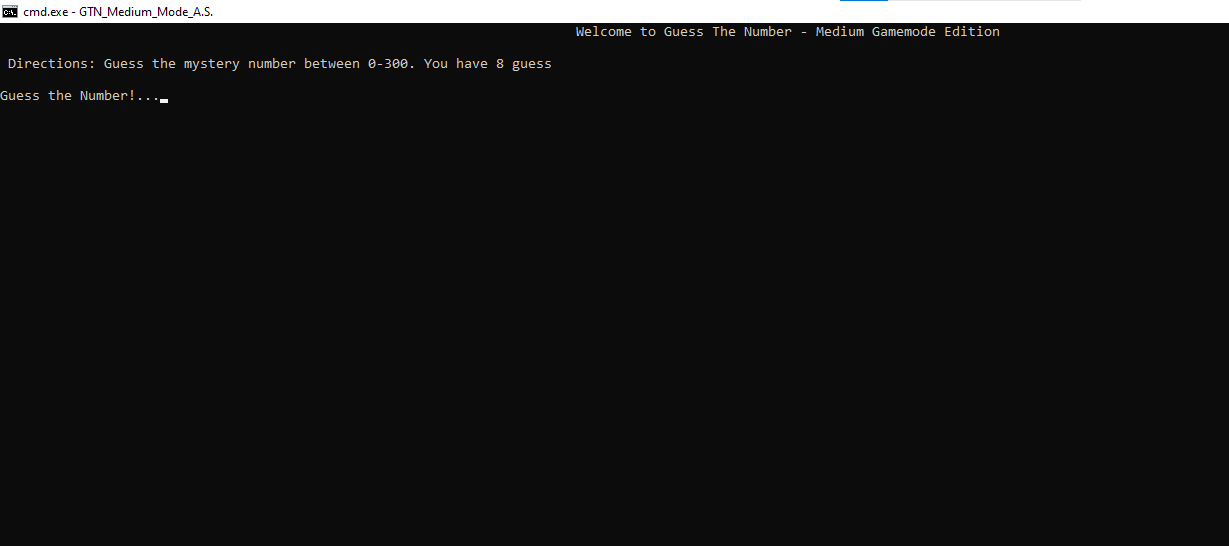 cmd.exe - GTN_Medium_Mode_A.S.
Welcome to Guess The Number - Medium Gamemode Edition
Directions: Guess the mystery number between 0-300. You have 8 guess
Guess the Number!...